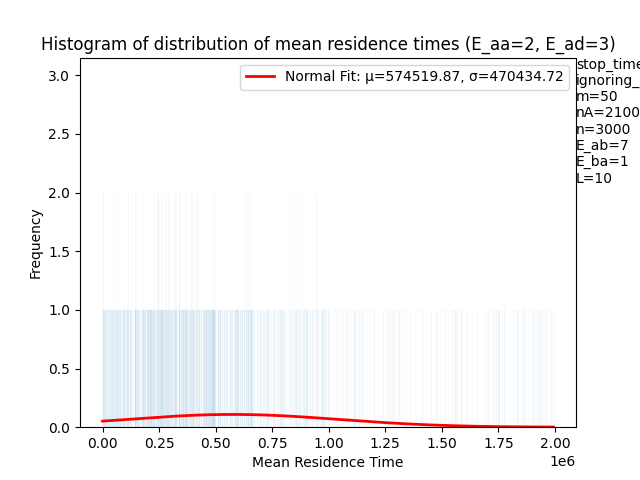 Histogram of distribution of mean residence times (E_aa=2, E_ad=3)
Normal Fit: μ=574519.87, σ=470434.72
stop_time
ignoring_
m=50
nA=2100
n=3000
E_ab=7
E_ba=1
L=10
3.0
2.5
2.0
1.5
1.0
0.5
0.0
Frequency
0.00 0.25 0.50 0.75 1.00 1.25 1.50 1.75 2.00
1e6
Mean Residence Time